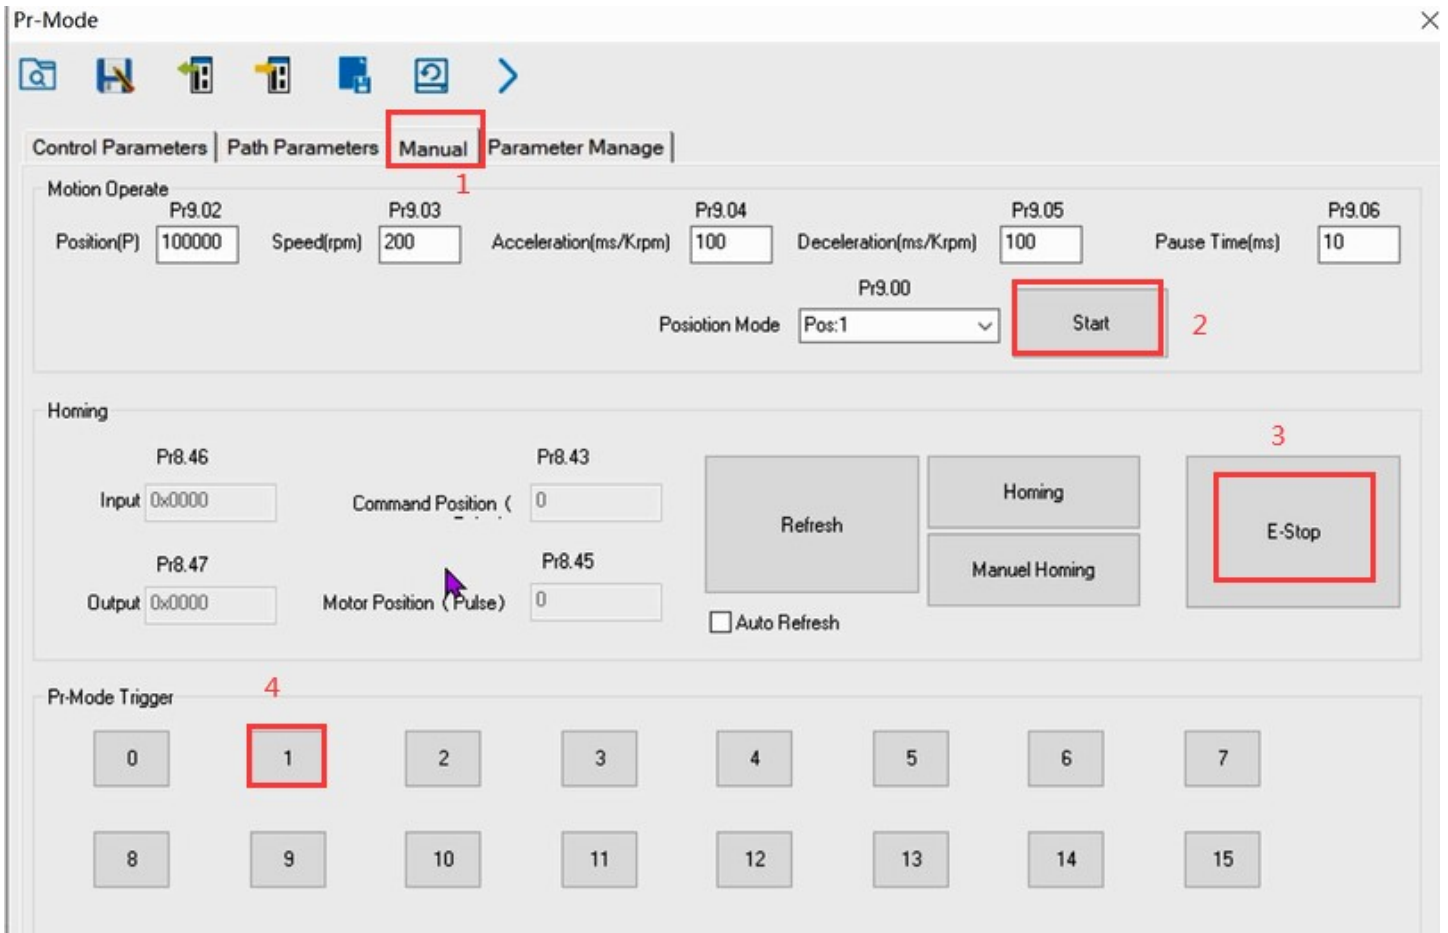 Pr-Mode
Control Parameters Path Parameters Manual Parameter Manage
1
Motion Operate
Pr9.02 Pr9.03 Pr9.04 Pr9.05 Pr9.06
Position(P) 100000 Speed(rpm) 200 Acceleration(ms/Krpm) 100 Deceleration(ms/Krpm) 100 Pause Time(ms) 10
Pr9.00
Posiotion Mode Pos:1 Start 2
Homing
3
Pr8.46 Pr8.43
Input 0x0000 Command Position ( 0
Refresh Homing E-Stop
Pr8.47 Pr8.45
Manuel Homing
Output 0x0000 Motor Position (Pulse) 0
Auto Refresh
Pr-Mode Trigger 4
0 1 2 3 4 5 6 7
8 9 10 11 12 13 14 15